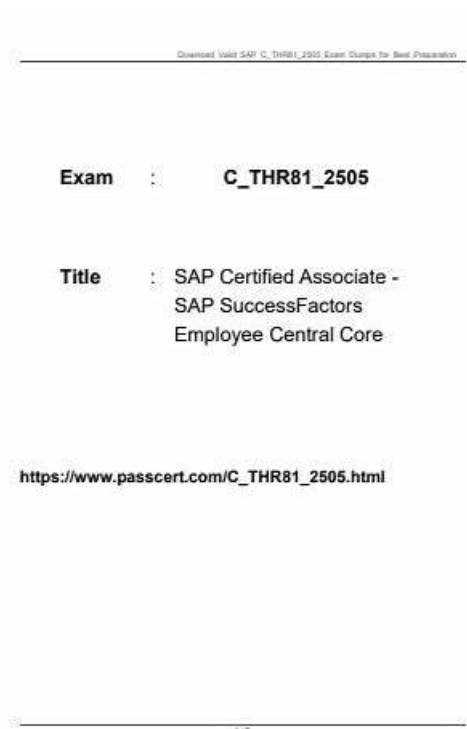 Download Valid SAP C_THR81_2505 Exam Dumps for Best Preparation
Exam : C_THR81_2505
Title : SAP Certified Associate -
SAP SuccessFactors
Employee Central Core
https://www.passcert.com/C_THR81_2505.html